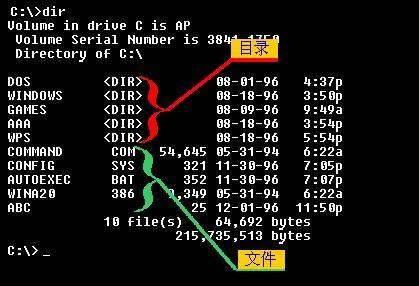 C:\>dir
Volume in drive C is AP
Volume Serial Number is 3841-1750
目录
Directory of C:\
DOS <DIR> 08-01-96 4:37p
WINDOWS <DIR> 08-18-96 3:50p
GAMES <DIR> 08-09-96 9:49a
AAA <DIR> 08-18-96 3:54p
WPS <DIR> 08-18-96 5:54p
COMMAND COM 54,645 05-31-94 6:22a
CONFIG SYS 321 11-30-96 7:05p
AUTOEXEC BAT 352 11-30-96 7:07p
WINA20 386 9,349 05-31-94 6:22a
ABC 25 12-01-96 11:50p
10 file(s) 64,692 bytes
215,735,513 bytes
C:\>_
文件